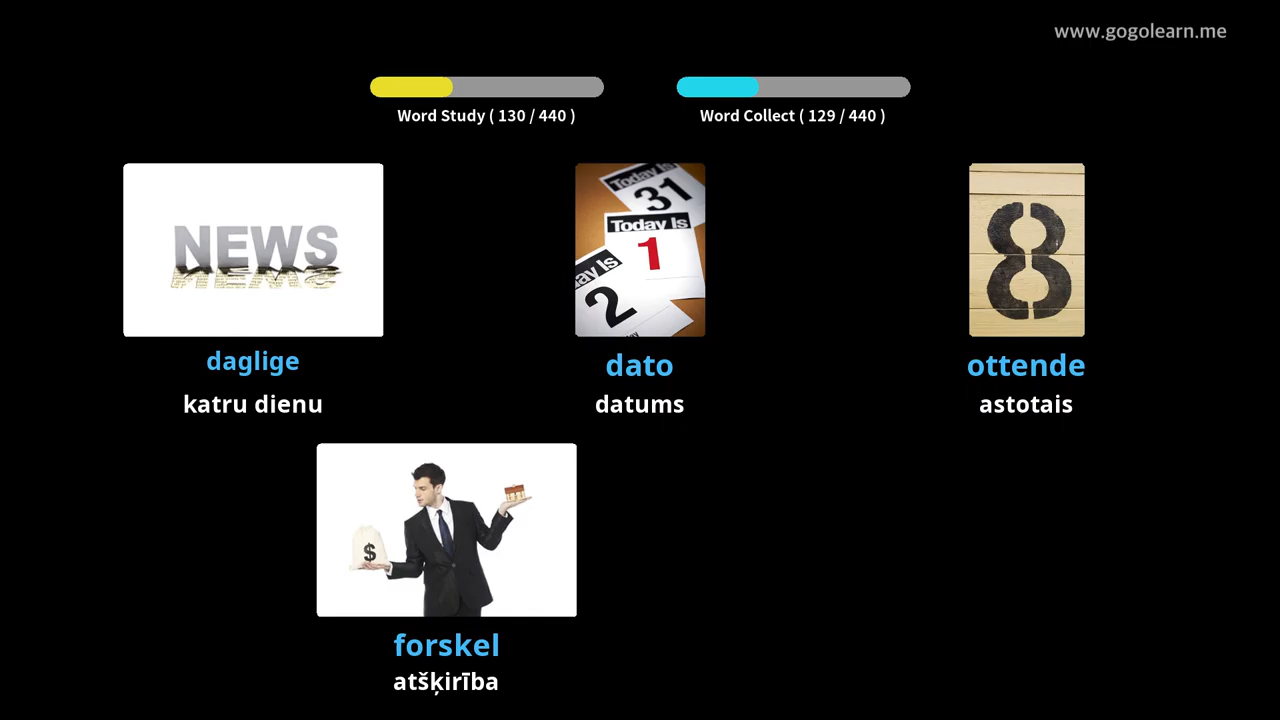 www.gogolearn.me
Word Study ( 130 / 440 )
Word Collect ( 129 / 440 )
NEWS
Today Is
31
Today Is
1
ay Is
2
8
daglige
dato
ottende
katru dienu
datums
astotais
$
forskel
atšķirība